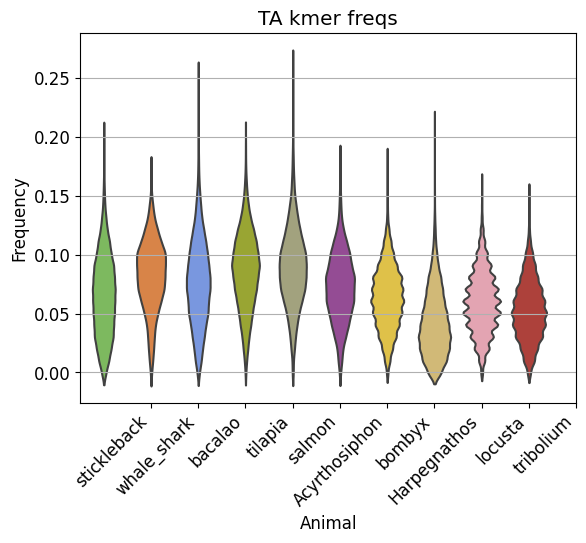 TA kmer freqs
0.25
0.20
0.15
0.10
0.05
0.00
Frequency
stickleback
whale_shark
bacalao
tilapia
salmon
Acyrthosiphon
bombyx
Harpegnathos
locusta
tribolium
Animal